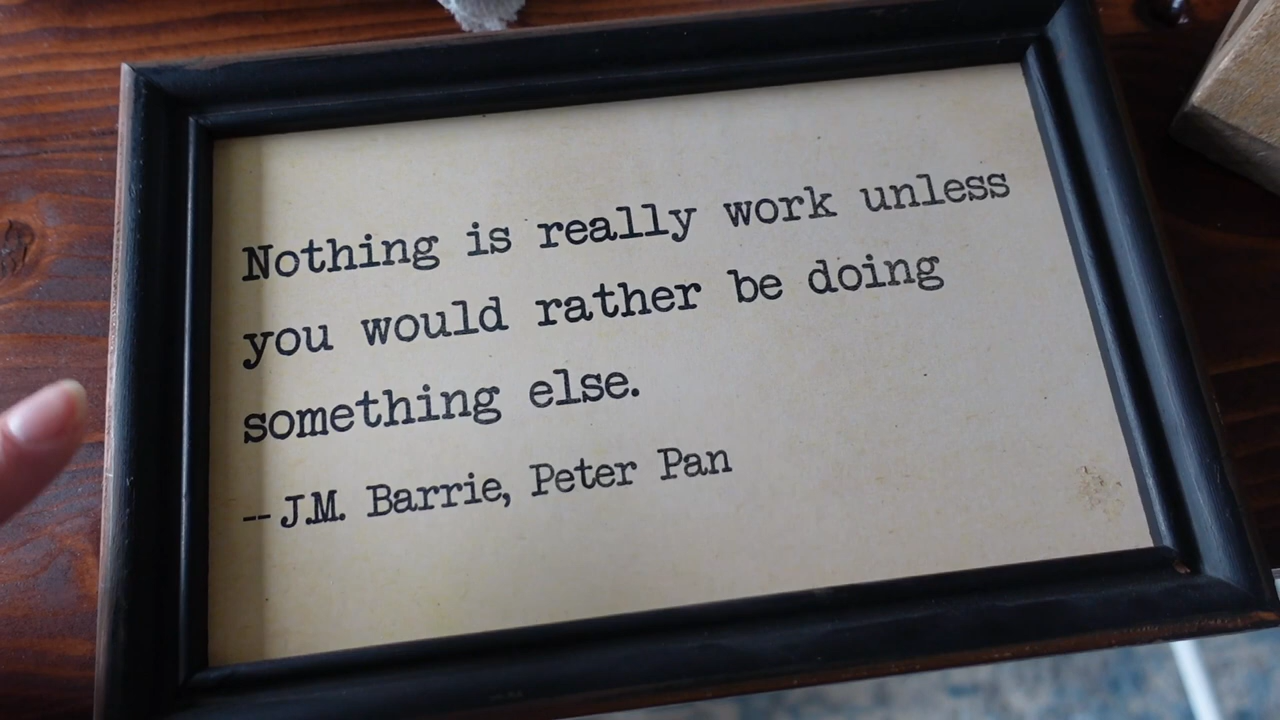 Nothing is really work unless
you would rather be doing
something else.
-- J.M. Barrie, Peter Pan